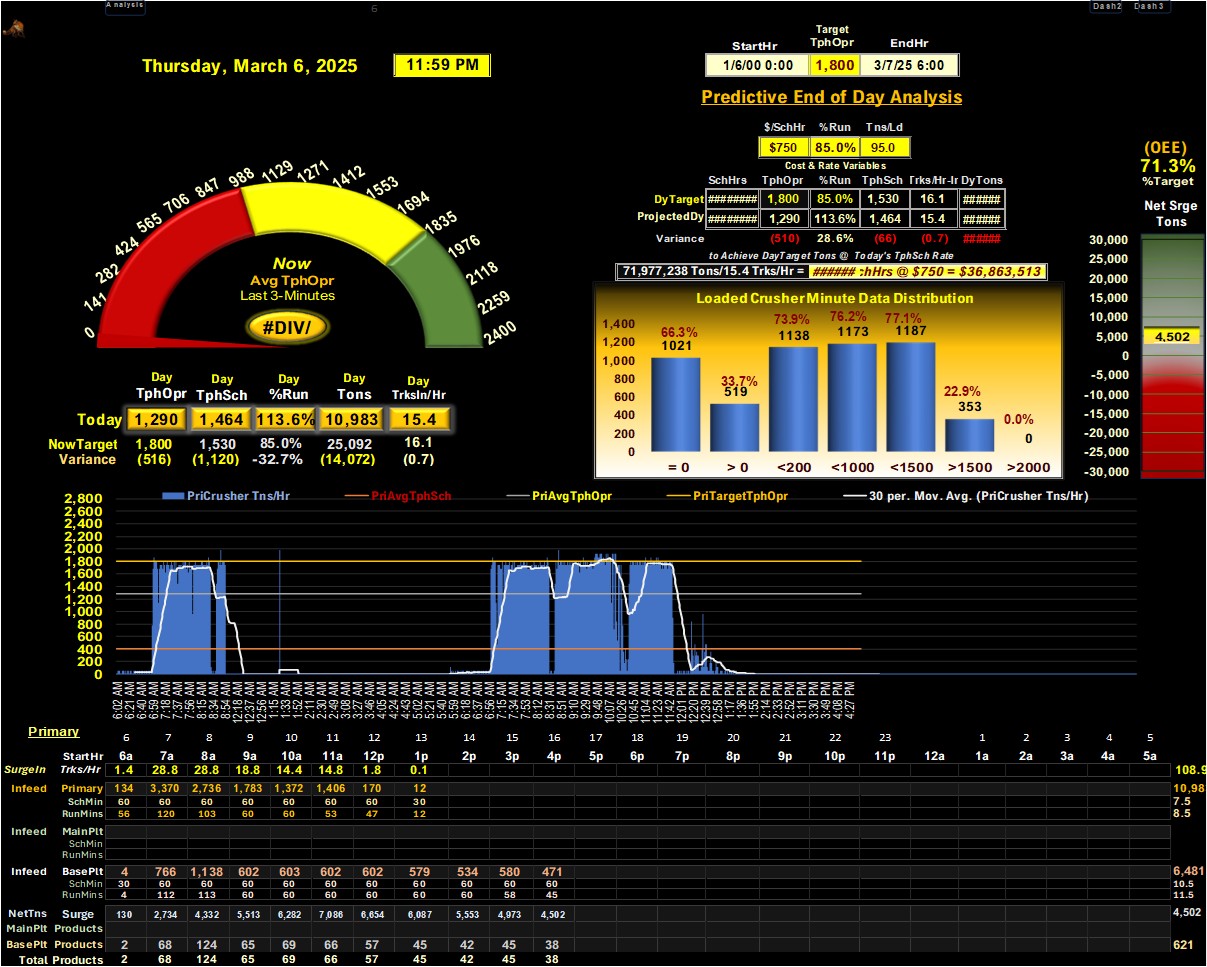 Analysis 6 Dash2 Dash3
Target
StartHr TphOpr EndHr
Thursday, March 6, 2025 11:59 PM 1/6/00 0:00 1,800 3/7/25 6:00
Predictive End of Day Analysis
$/SchHr %Run Tns/Ld
$750 85.0% 95.0
Cost & Rate Variables
SchHrs TphOpr %Run TphSch Trks/Hr-Ir DyTons
DyTarget ######## 1,800 85.0% 1,530 16.1 ######
ProjectedDy ######## 1,290 113.6% 1,464 15.4 ######
Variance (510) 28.6% (66) (0.7) ######
to Achieve DayTarget Tons @ Today's TphSch Rate
71,977,238 Tons/15.4 Trks/Hr = ###### :hHrs @ $750 = $36,863,513
(OEE)
71.3%
%Target
Net Srge
Tons
30,000
25,000
20,000
15,000
10,000
5,000
0
-5,000
-10,000
-15,000
-20,000
-25,000
-30,000
4,502
0 141 282 424 565 706 847 988 1129 1271 1412 1553 1694 1835 1976 2118 2259 2400
Now
Avg TphOpr
Last 3-Minutes
#DIV/
Day Day Day Day Day
TphOpr TphSch %Run Tons TrksIn/Hr
Today 1,290 1,464 113.6% 10,983 15.4
NowTarget 1,800 1,530 85.0% 25,092 16.1
Variance (516) (1,120) -32.7% (14,072) (0.7)
Loaded CrusherMinute Data Distribution
1,400
1,200
1,000
800
600
400
200
0
66.3% 33.7% 73.9% 76.2% 77.1% 22.9% 0.0%
1021 519 1138 1173 1187 353 0
= 0 > 0 <200 <1000 <1500 >1500 >2000
PriCrusher Tns/Hr PriAvgTphSch PriAvgTphOpr PriTargetTphOpr 30 per. Mov. Avg. (PriCrusher Tns/Hr)
2,800
2,600
2,400
2,200
2,000
1,800
1,600
1,400
1,200
1,000
800
600
400
200
0
6:02 AM 6:21 AM 6:40 AM 6:59 AM 7:18 AM 7:37 AM 7:56 AM 8:15 AM 8:34 AM 8:54 AM 12:18 AM 12:37 AM 12:56 AM 1:15 AM 1:33 AM 1:52 AM 2:11 AM 2:30 AM 2:49 AM 3:08 AM 3:27 AM 3:46 AM 4:05 AM 4:24 AM 4:43 AM 5:02 AM 5:21 AM 5:40 AM 5:59 AM 6:18 AM 6:37 AM 6:56 AM 7:15 AM 7:34 AM 7:53 AM 8:12 AM 8:31 AM 8:51 AM 9:10 AM 9:29 AM 9:48 AM 10:07 AM 10:26 AM 10:45 AM 11:04 AM 11:23 AM 11:42 AM 12:01 PM 12:20 PM 12:39 PM 12:58 PM 1:17 PM 1:36 PM 1:55 PM 2:14 PM 2:33 PM 2:52 PM 3:11 PM 3:30 PM 3:49 PM 4:08 PM 4:27 PM
Primary 6 7 8 9 10 11 12 13 14 15 16 17 18 19 20 21 22 23 1 2 3 4 5
StartHr 6a 7a 8a 9a 10a 11a 12p 1p 2p 3p 4p 5p 6p 7p 8p 9p 10p 11p 12a 1a 2a 3a 4a 5a
SurgeIn Trks/Hr 1.4 28.8 28.8 18.8 14.4 14.8 1.8 0.1 108.9
Infeed Primary 134 3,370 2,736 1,783 1,372 1,406 170 12 10,98
SchMin 60 60 60 60 60 60 60 30 7.5
RunMins 56 120 103 60 60 53 47 12 8.5
Infeed MainPlt
SchMin
RunMins
Infeed BasePlt 4 766 1,138 602 603 602 602 579 534 580 471 6,481
SchMin 30 60 60 60 60 60 60 60 60 60 60 10.5
RunMins 4 112 113 60 60 60 60 60 60 58 45 11.5
NetTns Surge 130 2,734 4,332 5,513 6,282 7,086 6,654 6,087 5,553 4,973 4,502 4,502
MainPlt Products
BasePlt Products 2 68 124 65 69 66 57 45 42 45 38 621
Total Products 2 68 124 65 69 66 57 45 42 45 38